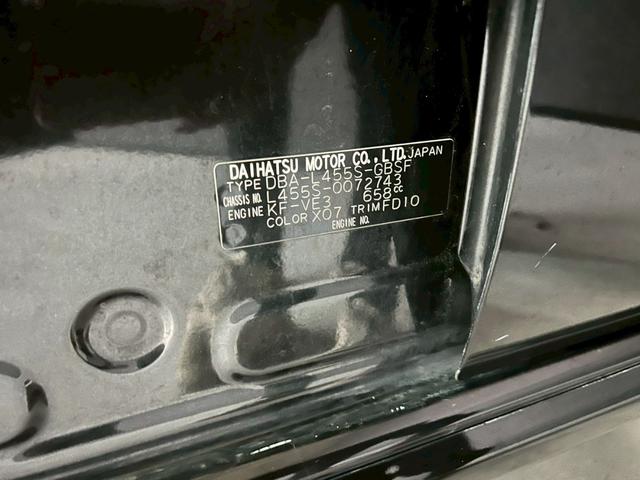 DAIHATSU MOTOR CO.,LTD. JAPAN
TYPE DBA-L455S-GBSF
CHASSIS NO. L455S-0072743
ENGINE KF-VE3 658cc
COLOR X07 TRIM FD10
ENGINE NO.